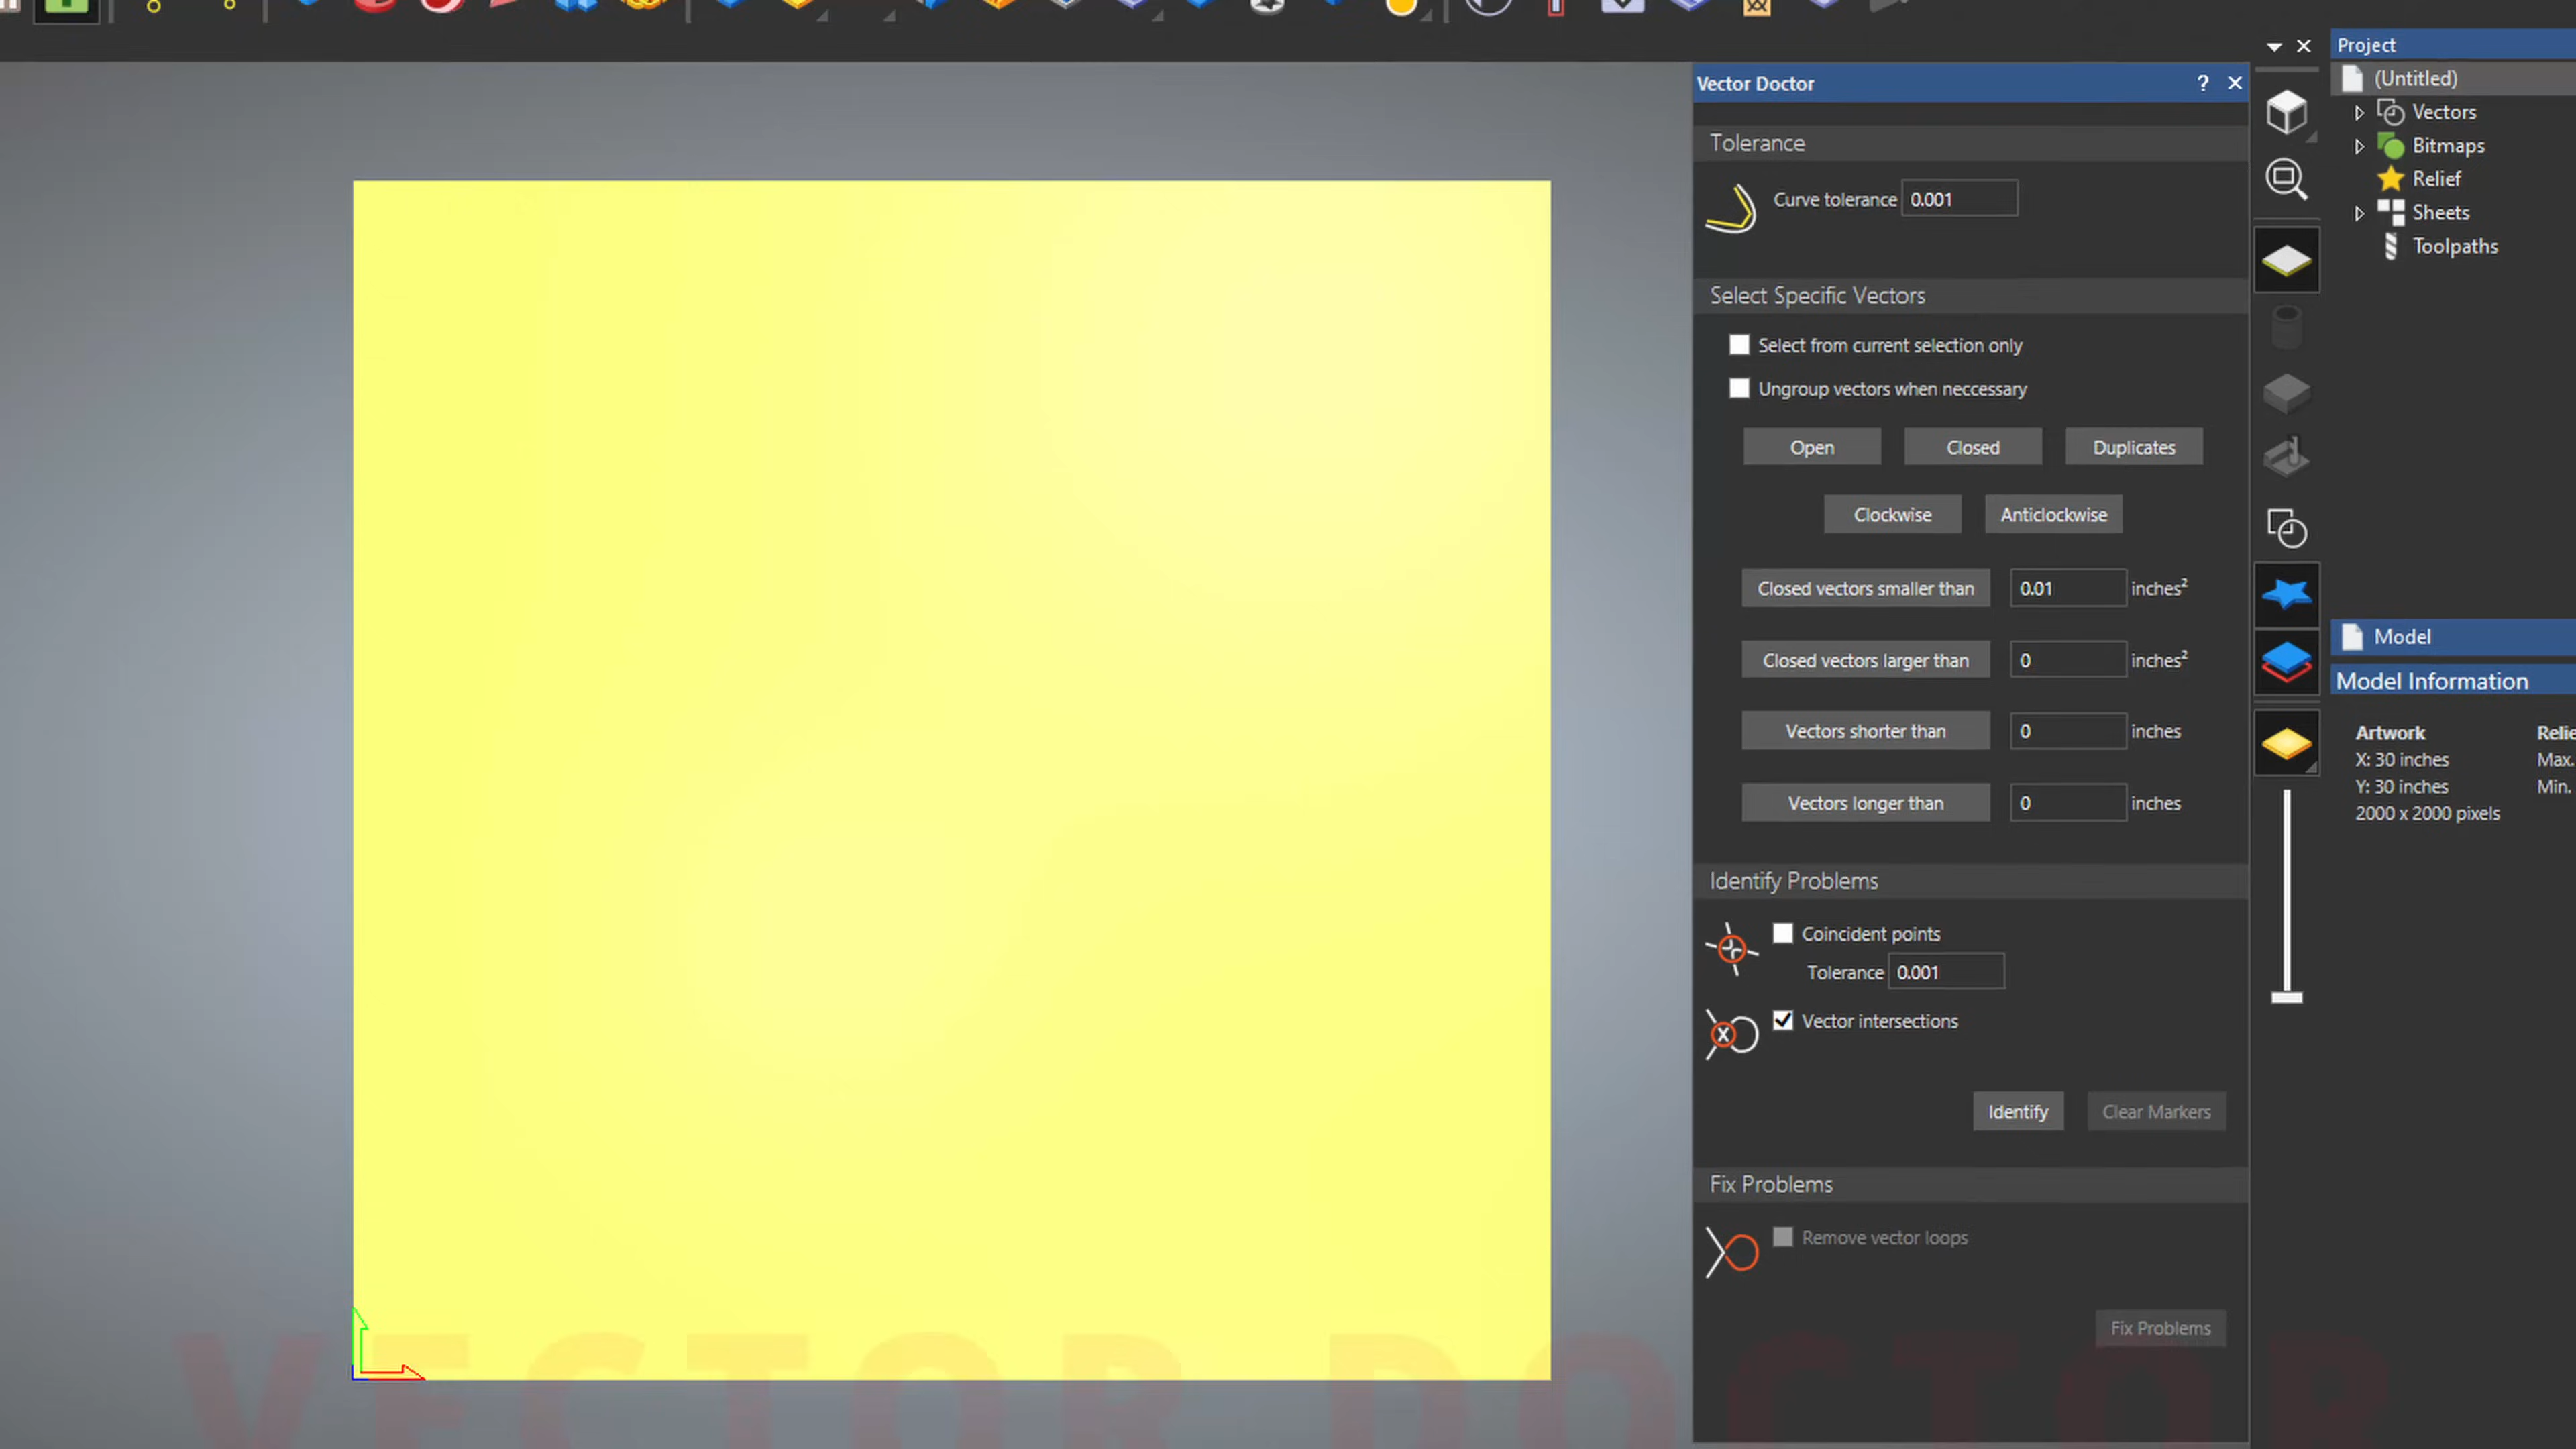 Project
Vector Doctor ?
(Untitled)
Vectors
Bitmaps
Relief
Sheets
Toolpaths
Tolerance
Curve tolerance 0.001
Select Specific Vectors
Select from current selection only
Ungroup vectors when neccessary
Open Closed Duplicates
Clockwise Anticlockwise
Closed vectors smaller than 0.01 inches²
Closed vectors larger than 0 inches²
Vectors shorter than 0 inches
Vectors longer than 0 inches
Identify Problems
Coincident points
Tolerance 0.001
Vector intersections
Identify Clear Markers
Fix Problems
Remove vector loops
Fix Problems
Model
Model Information
Artwork
X: 30 inches
Y: 30 inches
2000 x 2000 pixels
Max.
Min.
VECTOR DOCTOR